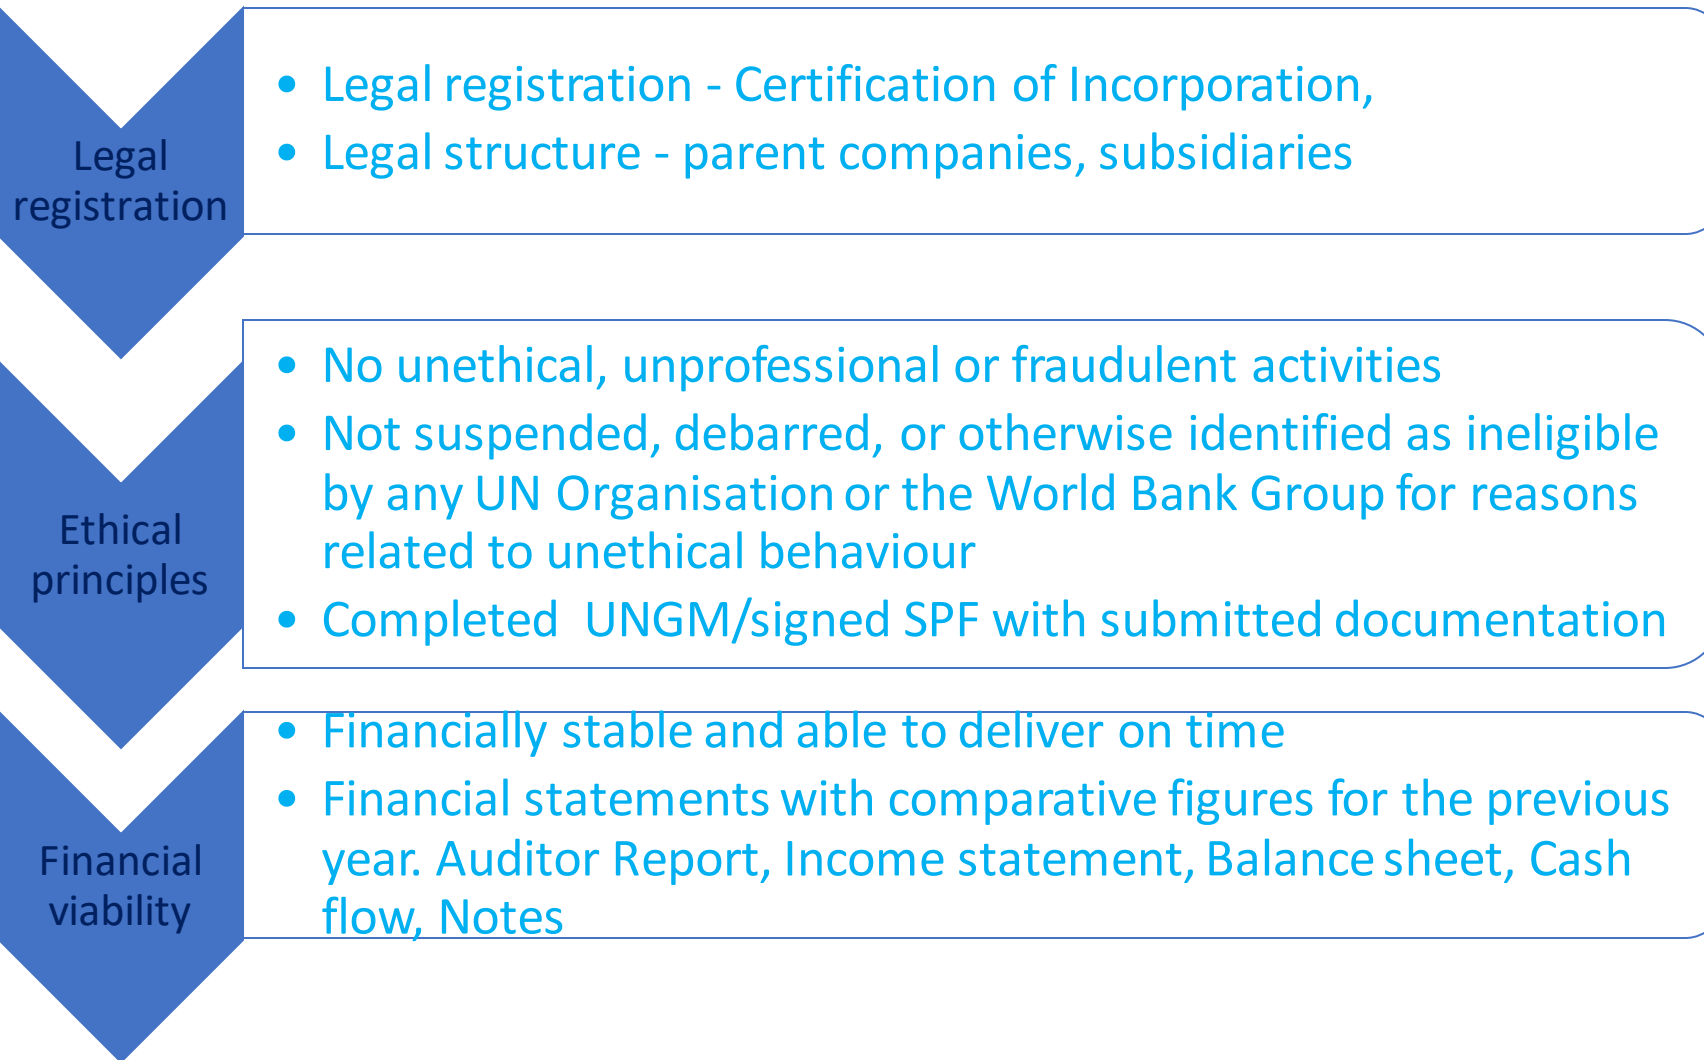 Legal
registration
• Legal registration - Certification of Incorporation,
• Legal structure - parent companies, subsidiaries
Ethical
principles
• No unethical, unprofessional or fraudulent activities
• Not suspended, debarred, or otherwise identified as ineligible
by any UN Organisation or the World Bank Group for reasons
related to unethical behaviour
• Completed  UNGM/signed SPF with submitted documentation
Financial
viability
• Financially stable and able to deliver on time
• Financial statements with comparative figures for the previous
year. Auditor Report, Income statement, Balance sheet, Cash
flow, Notes